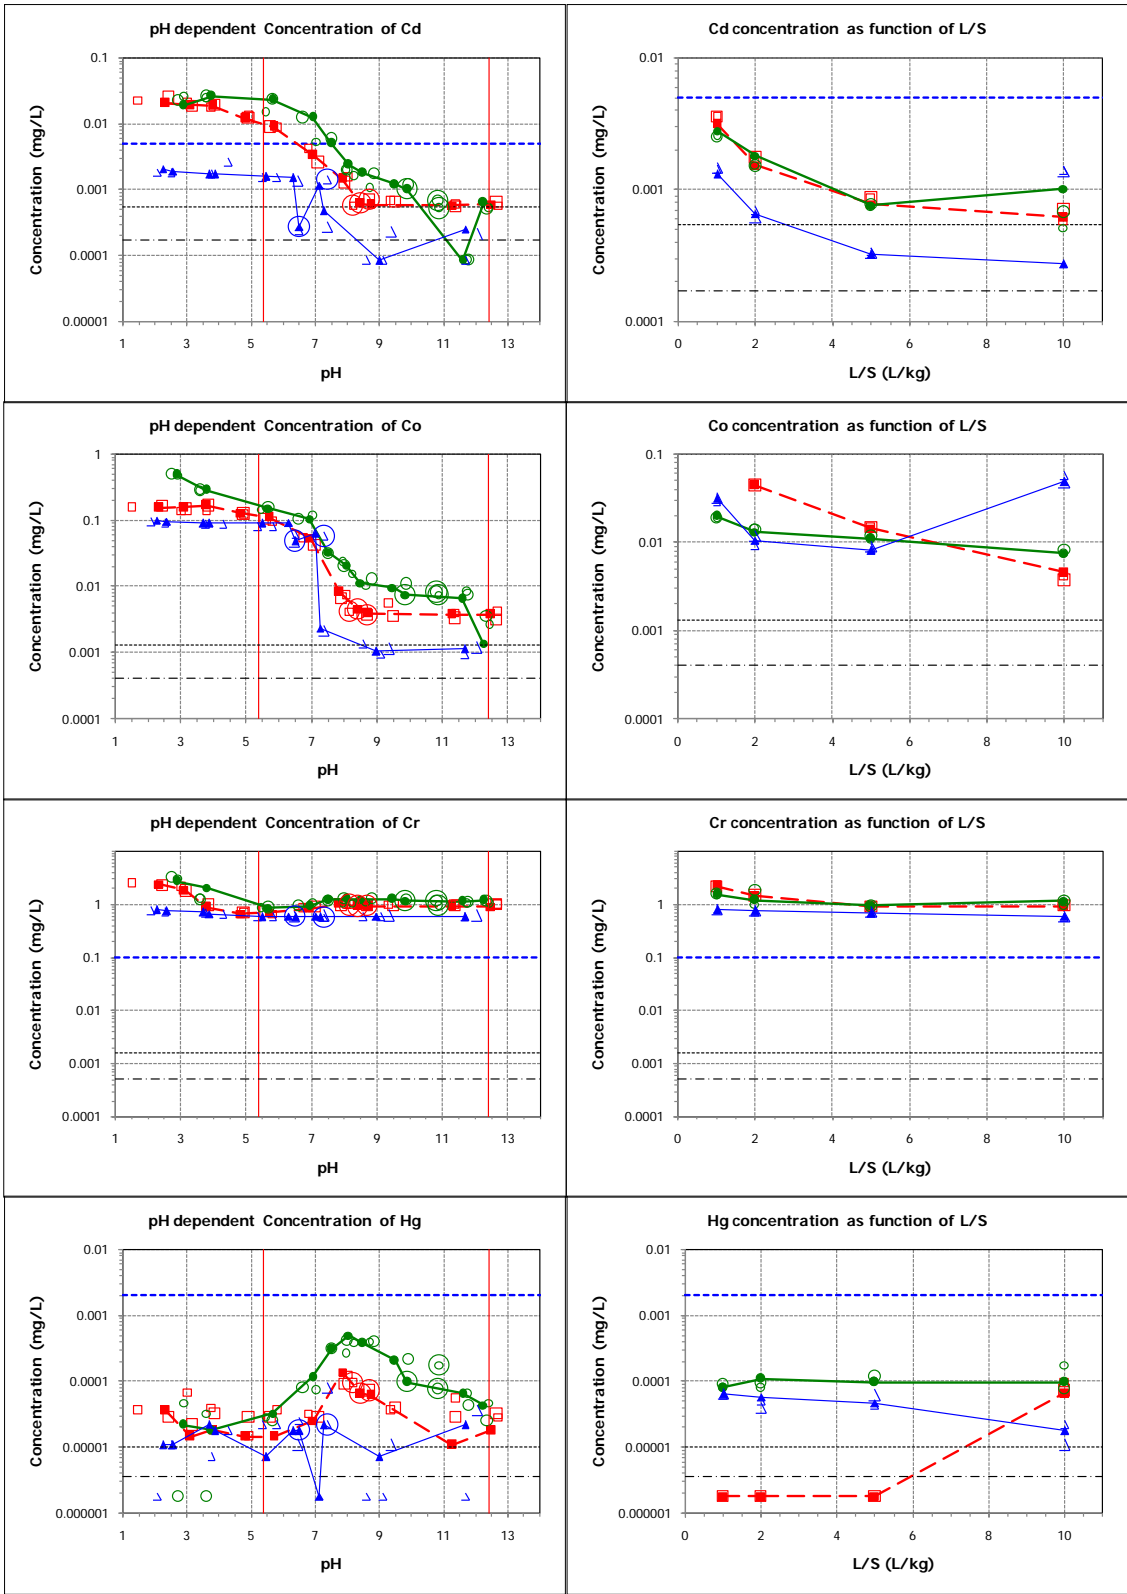 pH dependent Concentration of Cd
Concentration (mg/L)
0.1
0.01
0.001
0.0001
0.00001
1 3 5 7 9 11 13
pH
Cd concentration as function of L/S
Concentration (mg/L)
0.01
0.001
0.0001
0 2 4 6 8 10
L/S (L/kg)
pH dependent Concentration of Co
Concentration (mg/L)
1
0.1
0.01
0.001
0.0001
1 3 5 7 9 11 13
pH
Co concentration as function of L/S
Concentration (mg/L)
0.1
0.01
0.001
0.0001
0 2 4 6 8 10
L/S (L/kg)
pH dependent Concentration of Cr
Concentration (mg/L)
1
0.1
0.01
0.001
0.0001
1 3 5 7 9 11 13
pH
Cr concentration as function of L/S
Concentration (mg/L)
1
0.1
0.01
0.001
0.0001
0 2 4 6 8 10
L/S (L/kg)
pH dependent Concentration of Hg
Concentration (mg/L)
0.01
0.001
0.0001
0.00001
0.000001
1 3 5 7 9 11 13
pH
Hg concentration as function of L/S
Concentration (mg/L)
0.01
0.001
0.0001
0.00001
0.000001
0 2 4 6 8 10
L/S (L/kg)